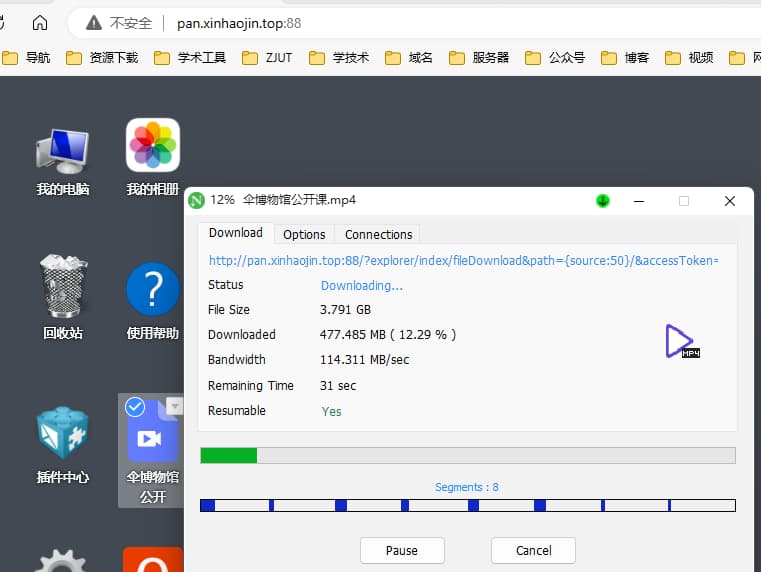 不安全 pan.xinhaojin.top:88
导航 资源下载 学术工具 ZJUT 学技术 域名 服务器 公众号 博客 视频
我的电脑 我的相册
回收站 使用帮助
插件中心 伞博物馆
公开
12% 伞博物馆公开课.mp4
Download Options Connections
http://pan.xinhaojin.top:88/?explorer/index/fileDownload&path={source:50}/&accessToken=
Status Downloading...
File Size 3.791 GB
Downloaded 477.485 MB ( 12.29 % )
Bandwidth 114.311 MB/sec
Remaining Time 31 sec
Resumable Yes
MP4
Segments : 8
Pause Cancel